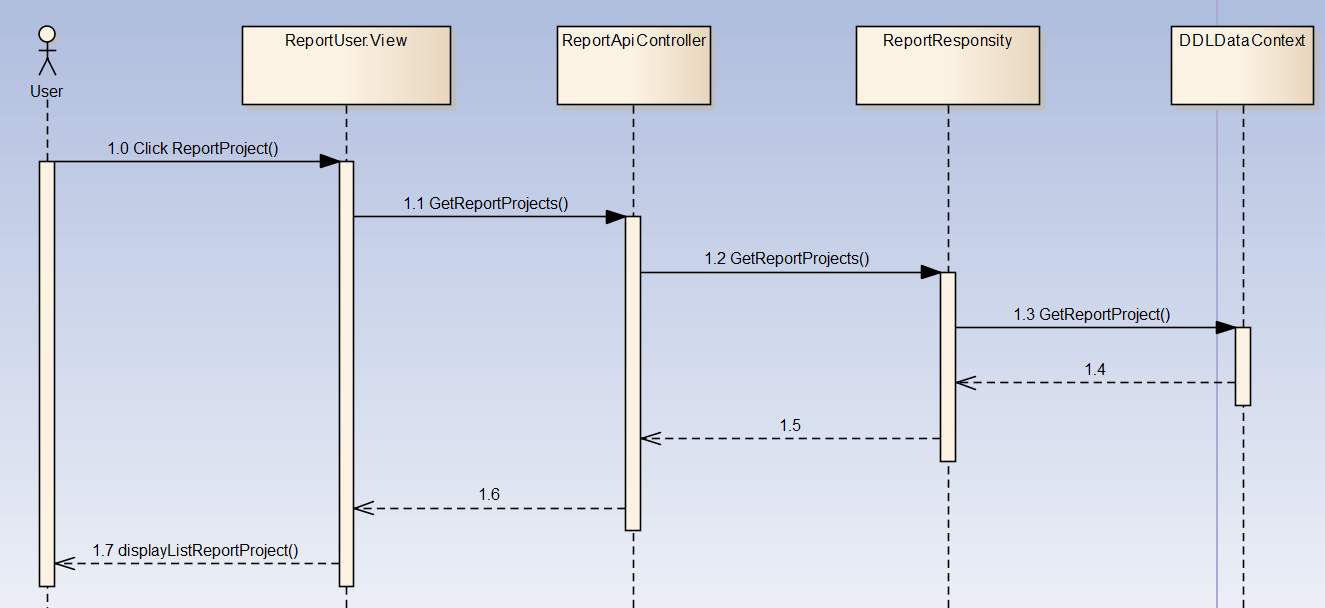 User
ReportUser.View
ReportApiController
ReportResponsity
DDLDataContext
1.0 Click ReportProject()
1.1 GetReportProjects()
1.2 GetReportProjects()
1.3 GetReportProject()
1.4
1.5
1.6
1.7 displayListReportProject()